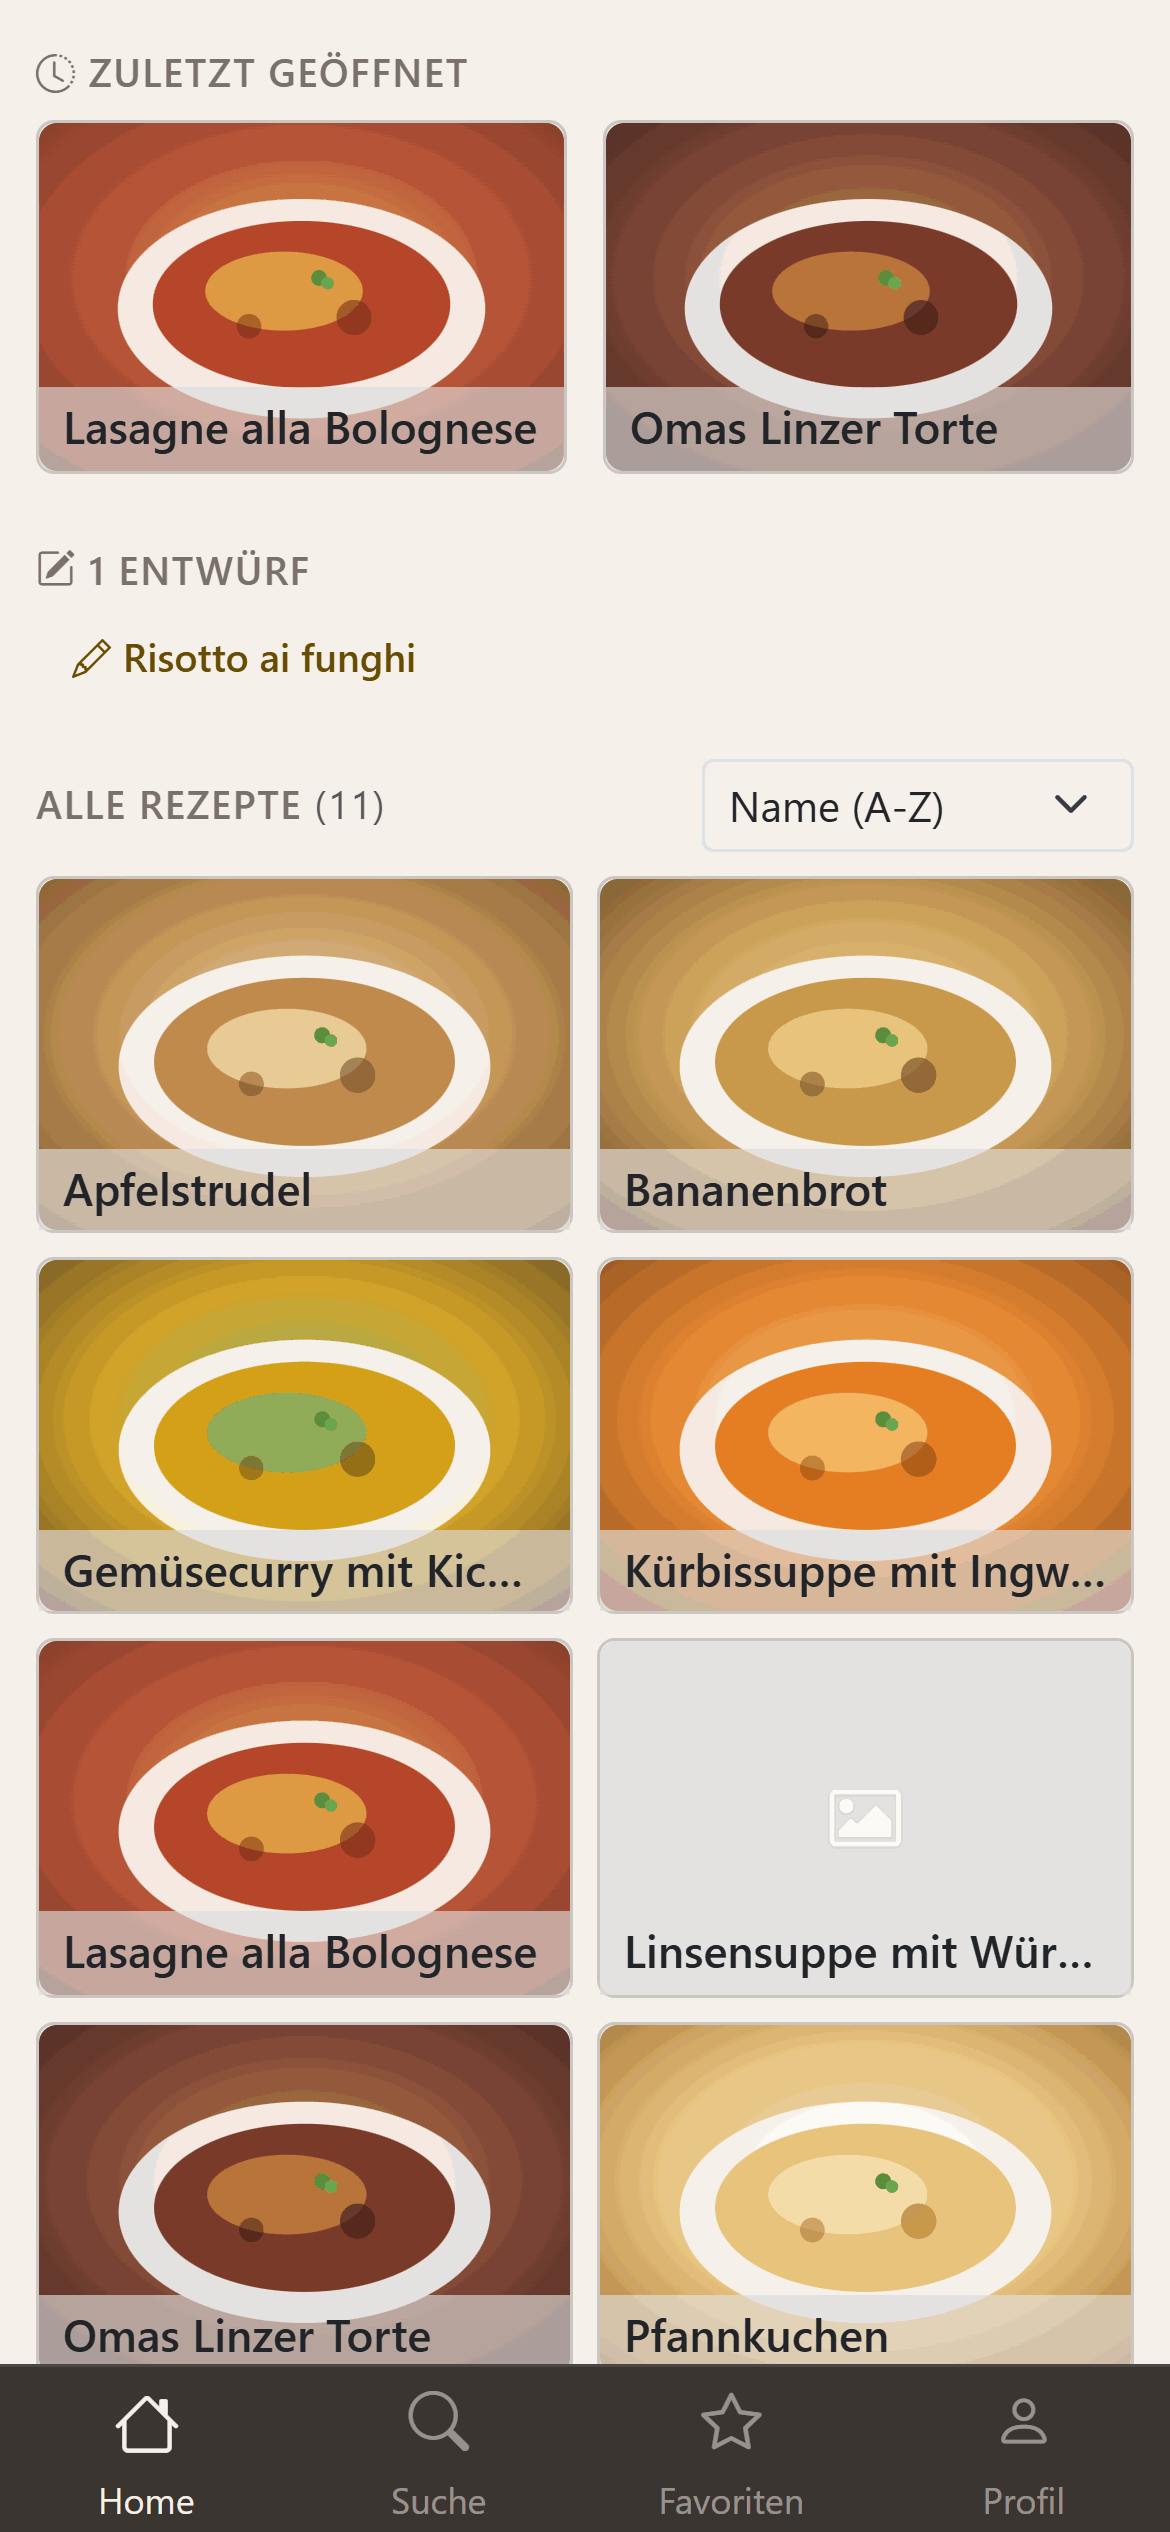 ZULETZT GEÖFFNET
Lasagne alla Bolognese
Omas Linzer Torte
1 ENTWÜRF
Risotto ai funghi
ALLE REZEPTE (11)
Name (A-Z)
Apfelstrudel
Bananenbrot
Gemüsecurry mit Kic...
Kürbissuppe mit Ingw...
Lasagne alla Bolognese
Linsensuppe mit Wür...
Omas Linzer Torte
Pfannkuchen
Home
Suche
Favoriten
Profil